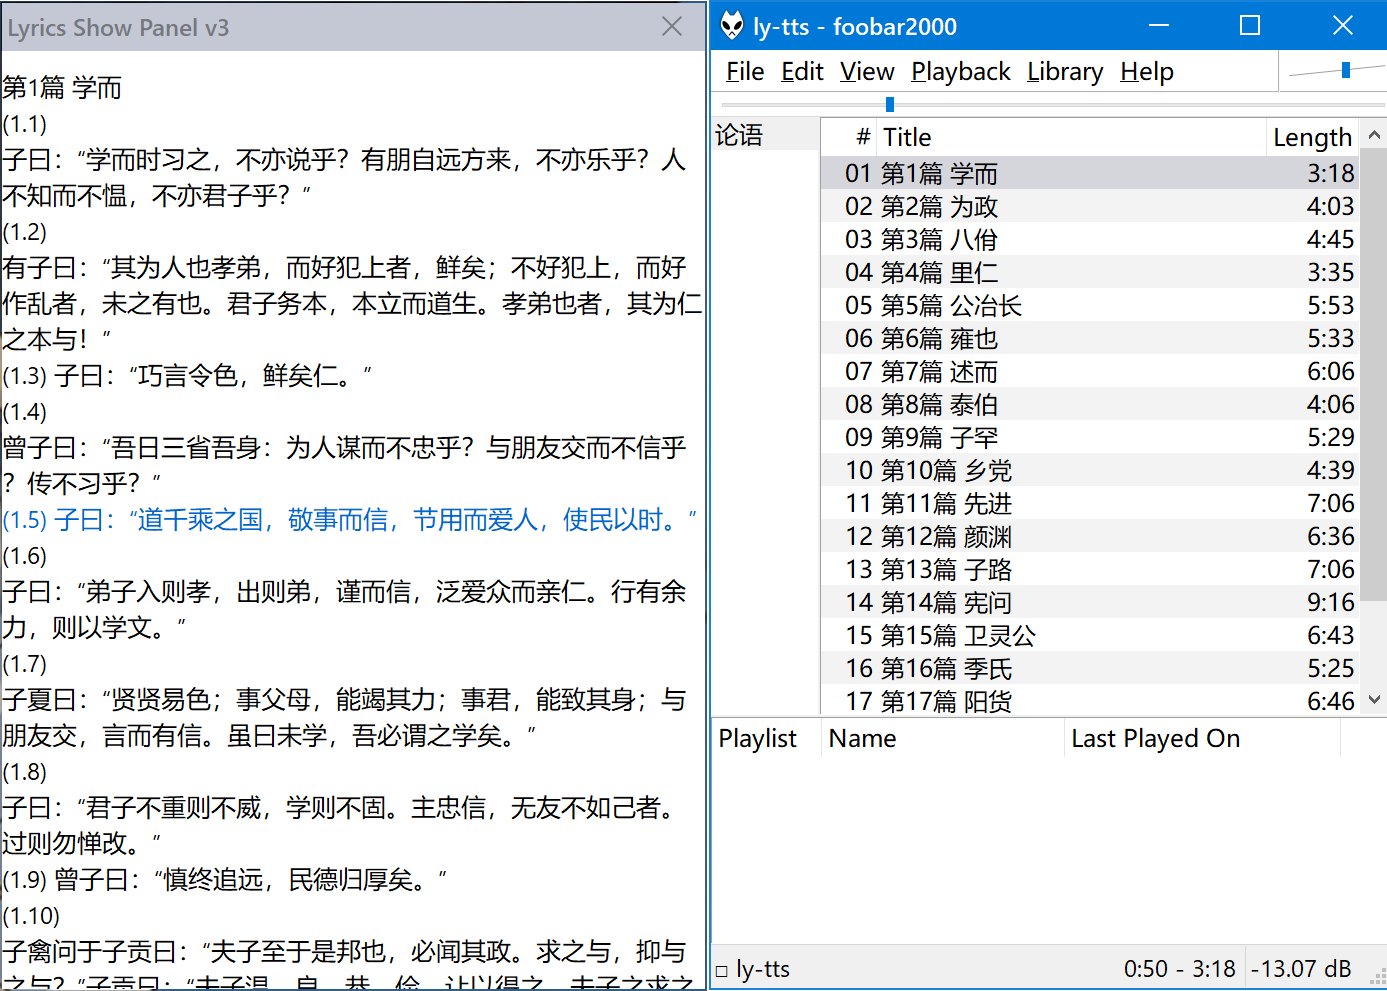 Lyrics Show Panel v3
第1篇 学而
(1.1)
子曰：“学而时习之，不亦说乎？有朋自远方来，不亦乐乎？人
不知而不愠，不亦君子乎？”
(1.2)
有子曰：“其为人也孝弟，而好犯上者，鲜矣；不好犯上，而好
作乱者，未之有也。君子务本，本立而道生。孝弟也者，其为仁
之本与！”
(1.3) 子曰：“巧言令色，鲜矣仁。”
(1.4)
曾子曰：“吾日三省吾身：为人谋而不忠乎？与朋友交而不信乎
？传不习乎？”
(1.5) 子曰：“道千乘之国，敬事而信，节用而爱人，使民以时。”
(1.6)
子曰：“弟子入则孝，出则弟，谨而信，泛爱众而亲仁。行有余
力，则以学文。”
(1.7)
子夏曰：“贤贤易色；事父母，能竭其力；事君，能致其身；与
朋友交，言而有信。虽曰未学，吾必谓之学矣。”
(1.8)
子曰：“君子不重则不威，学则不固。主忠信，无友不如己者。
过则勿惮改。”
(1.9) 曾子曰：“慎终追远，民德归厚矣。”
(1.10)
子禽问于子贡曰：“夫子至于是邦也，必闻其政。求之与，抑与
之与？”子贡曰：“夫子温、良、恭、俭、让以得之。夫子之求之
ly-tts - foobar2000
File Edit View Playback Library Help
论语
# Title Length
01 第1篇 学而 3:18
02 第2篇 为政 4:03
03 第3篇 八佾 4:45
04 第4篇 里仁 3:35
05 第5篇 公冶长 5:53
06 第6篇 雍也 5:33
07 第7篇 述而 6:06
08 第8篇 泰伯 4:06
09 第9篇 子罕 5:29
10 第10篇 乡党 4:39
11 第11篇 先进 7:06
12 第12篇 颜渊 6:36
13 第13篇 子路 7:06
14 第14篇 宪问 9:16
15 第15篇 卫灵公 6:43
16 第16篇 季氏 5:25
17 第17篇 阳货 6:46
Playlist Name Last Played On
ly-tts 0:50 - 3:18 -13.07 dB